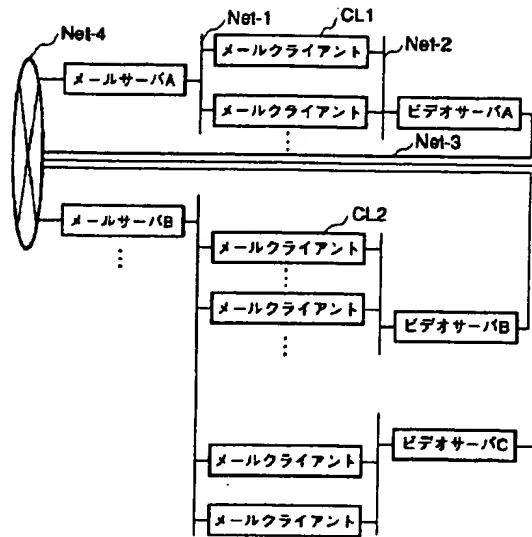 Net-4
Net-1
CL1
メールクライアント
Net-2
メールサーバA
メールクライアント
ビデオサーバA
Net-3
メールサーバB
CL2
メールクライアント
メールクライアント
ビデオサーバB
ビデオサーバC
メールクライアント
メールクライアント